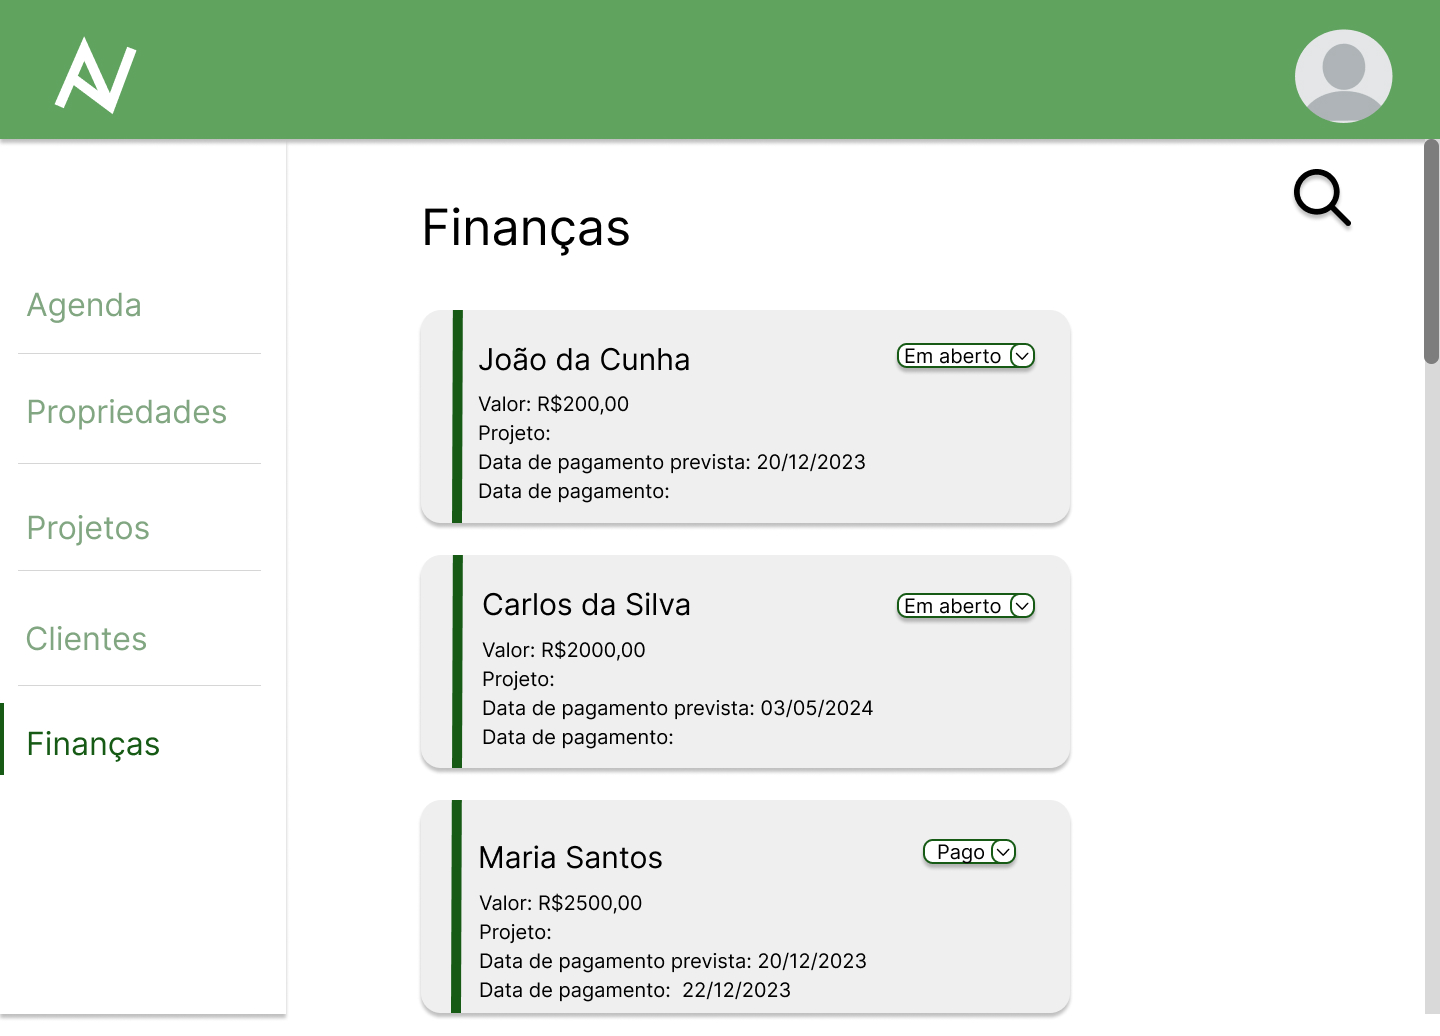 Finanças
Agenda
Propriedades
Projetos
Clientes
Finanças
João da Cunha
Em aberto
Valor: R$200,00
Projeto:
Data de pagamento prevista: 20/12/2023
Data de pagamento:
Carlos da Silva
Em aberto
Valor: R$2000,00
Projeto:
Data de pagamento prevista: 03/05/2024
Data de pagamento:
Maria Santos
Pago
Valor: R$2500,00
Projeto:
Data de pagamento prevista: 20/12/2023
Data de pagamento: 22/12/2023